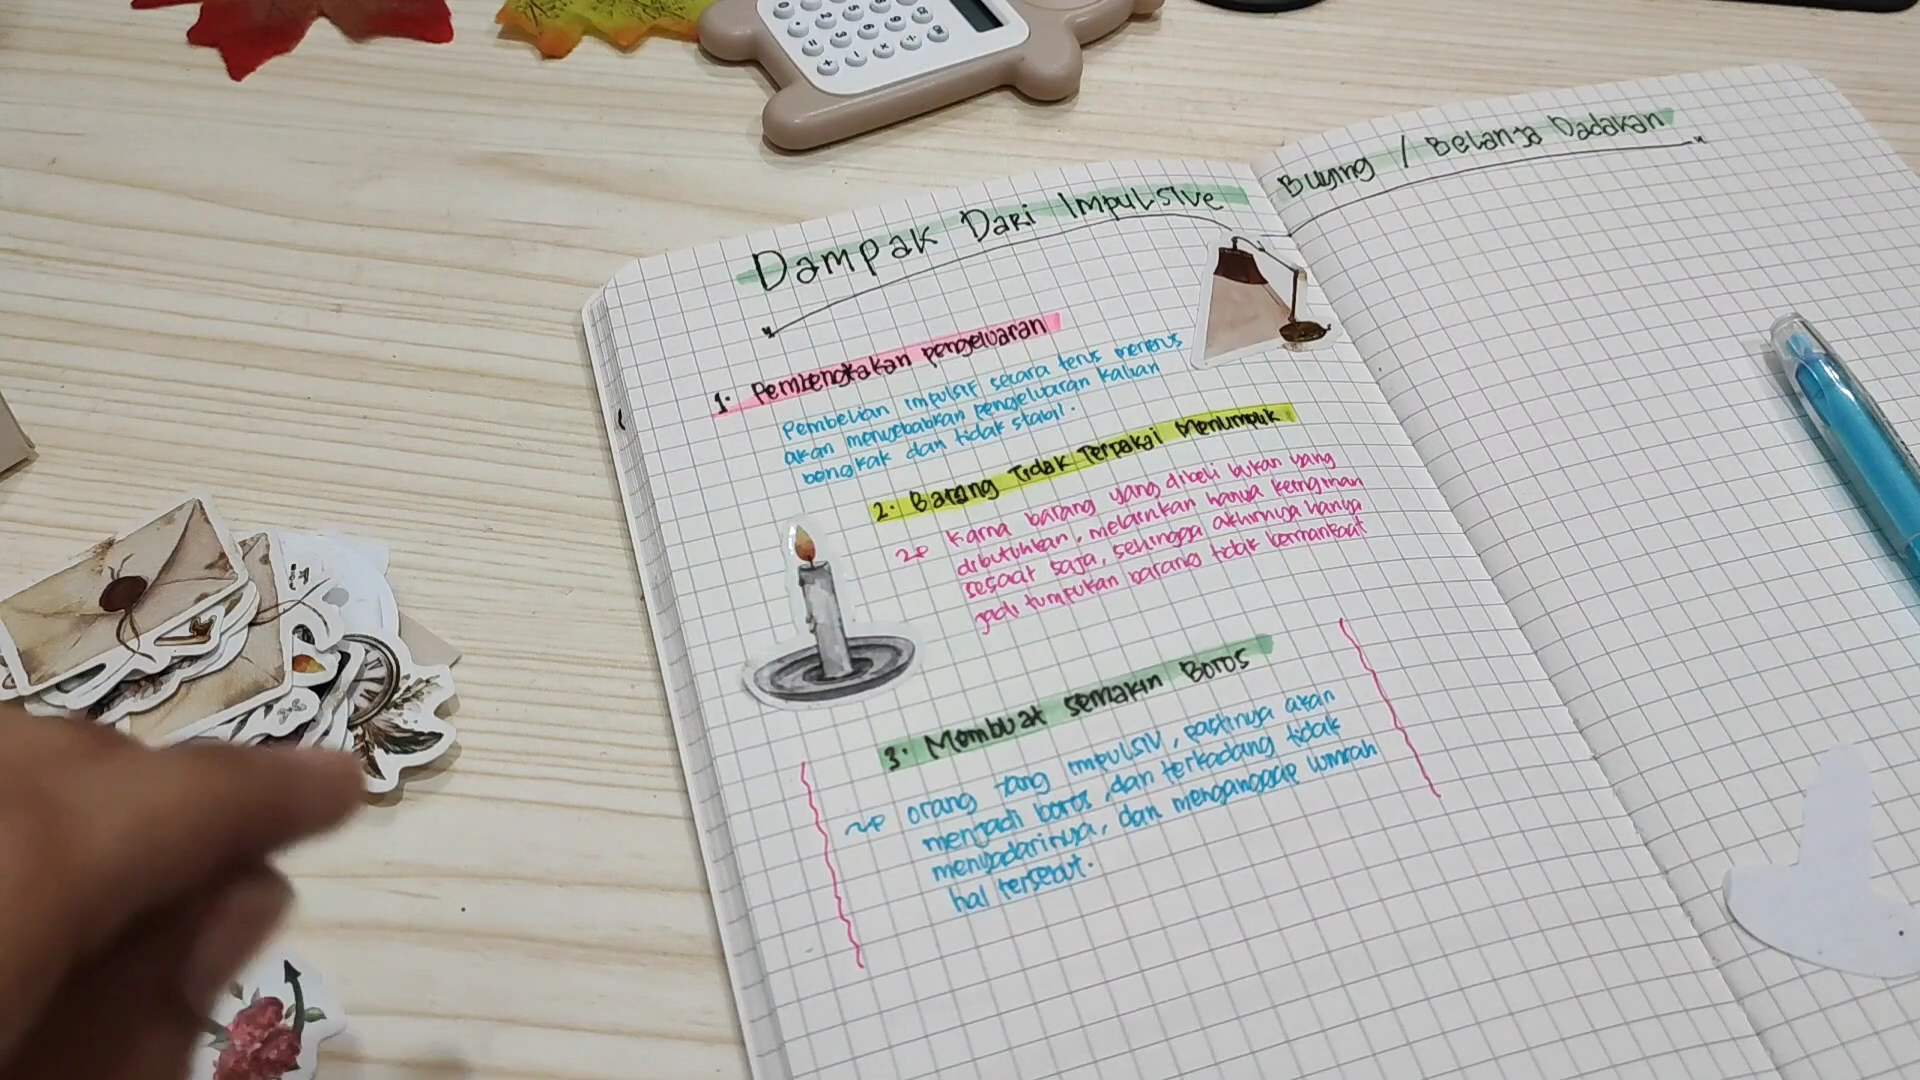 Dampak Dari Impulsive Buying / Belanja Dadakan
1. Pembengkakan pengeluaran
Pembelian impulsif secara terus menerus
akan menyebabkan pengeluaran kalian
bengkak dan tidak stabil.
2. Barang Tidak Terpakai Menumpuk
Karna barang yang dibeli bukan yang
dibutuhkan, melainkan hanya keinginan
sesaat saja, sehingga akhirnya hanya
jadi tumpukan barang tidak bermanfaat
3. Membuat semakin Boros
orang yang impulsiv, pastinya akan
menjadi boros, dan terkadang tidak
menyadarinya, dan menganggap lumrah
hal tersebut.